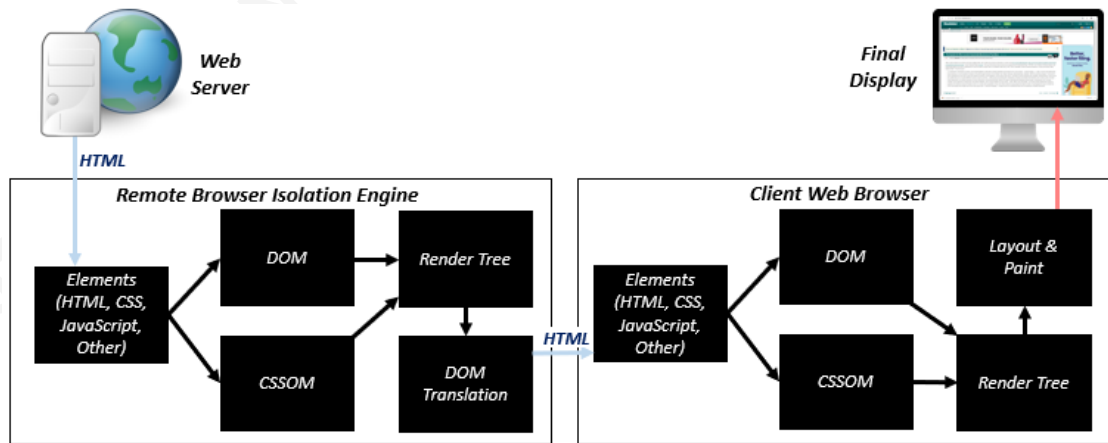 Web
Server
Final
Display
HTML
Remote Browser Isolation Engine
Elements
(HTML, CSS,
JavaScript,
Other)
DOM
CSSOM
Render Tree
DOM
Translation
HTML
Client Web Browser
Elements
(HTML, CSS,
JavaScript,
Other)
DOM
CSSOM
Layout &
Paint
Render Tree